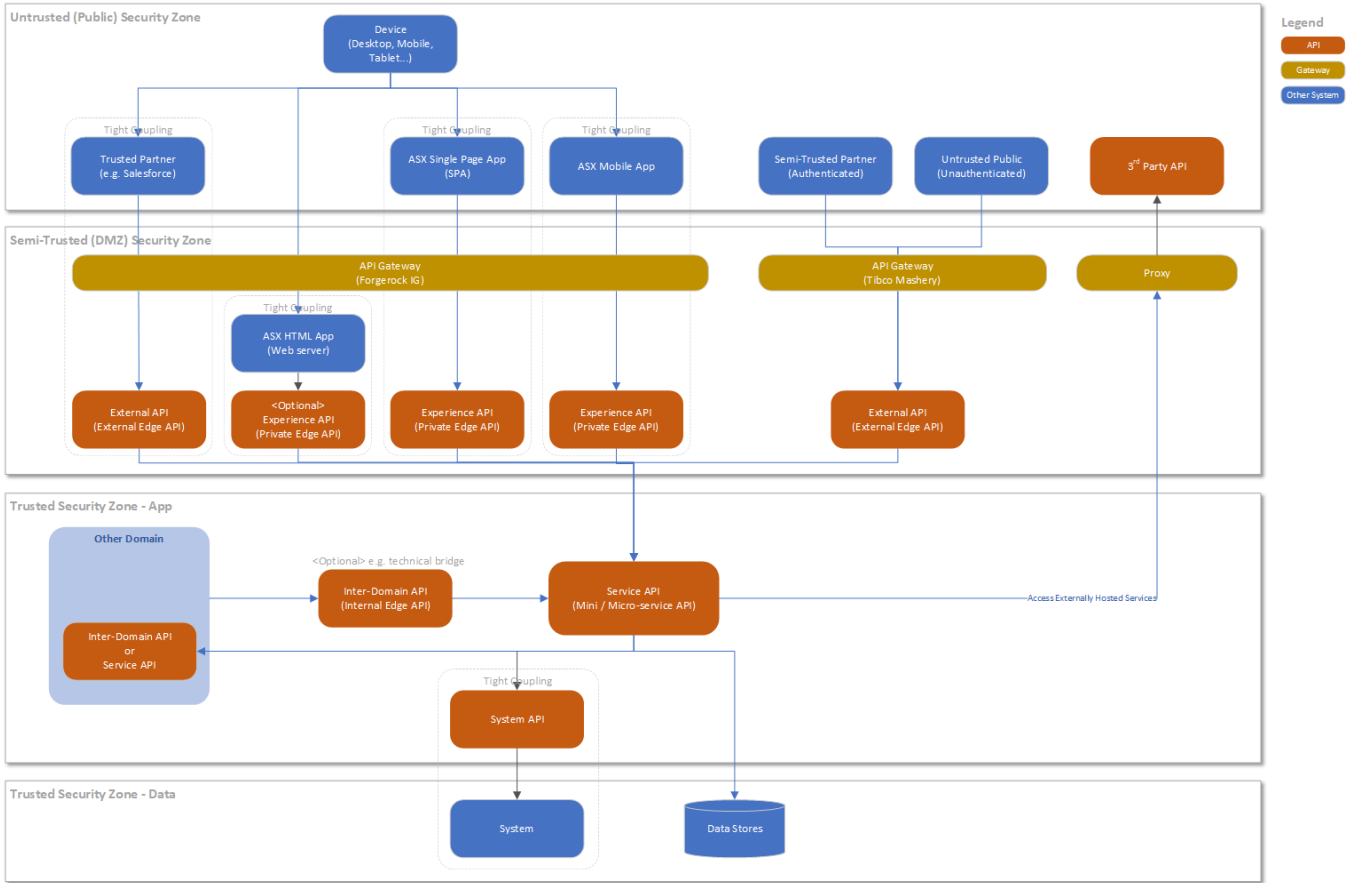 Untrusted (Public) Security Zone
Device
(Desktop, Mobile,
Tablet...)
Legend
API
Gateway
Other System
Tight Coupling
Tight Coupling
Tight Coupling
Trusted Partner
(e.g. Salesforce)
ASX Single Page App
(SPA)
ASX Mobile App
Semi-Trusted Partner
(Authenticated)
Untrusted Public
(Unauthenticated)
3rd Party API
Semi-Trusted (DMZ) Security Zone
API Gateway
(Forgerock IG)
API Gateway
(Tibco Mashery)
Proxy
Tight Coupling
ASX HTML App
(Web server)
External API
(External Edge API)
<Optional>
Experience API
(Private Edge API)
Experience API
(Private Edge API)
Experience API
(Private Edge API)
External API
(External Edge API)
Trusted Security Zone - App
Other Domain
<Optional> e.g. technical bridge
Inter-Domain API
(Internal Edge API)
Service API
(Mini / Micro-service API)
Access Externally Hosted Services
Inter-Domain API
or
Service API
Tight Coupling
System API
Trusted Security Zone - Data
System
Data Stores